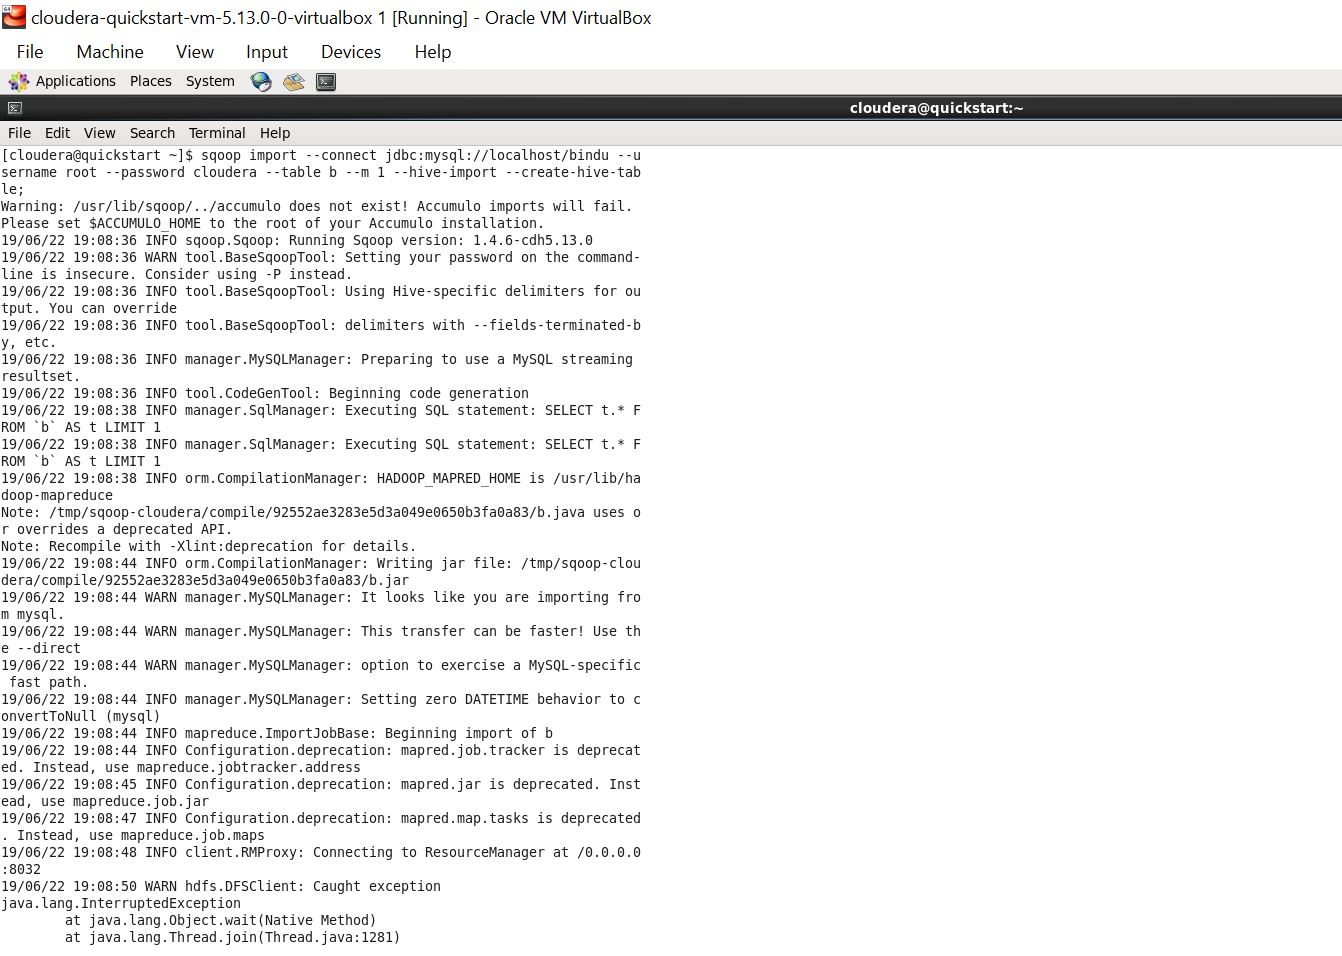 cloudera-quickstart-vm-5.13.0-0-virtualbox 1 [Running] - Oracle VM VirtualBox
File Machine View Input Devices Help
Applications Places System
cloudera@quickstart:~
File Edit View Search Terminal Help
[cloudera@quickstart ~]$ sqoop import --connect jdbc:mysql://localhost/bindu --u
sername root --password cloudera --table b --m 1 --hive-import --create-hive-tab
le;
Warning: /usr/lib/sqoop/../accumulo does not exist! Accumulo imports will fail.
Please set $ACCUMULO_HOME to the root of your Accumulo installation.
19/06/22 19:08:36 INFO sqoop.Sqoop: Running Sqoop version: 1.4.6-cdh5.13.0
19/06/22 19:08:36 WARN tool.BaseSqoopTool: Setting your password on the command-
line is insecure. Consider using -P instead.
19/06/22 19:08:36 INFO tool.BaseSqoopTool: Using Hive-specific delimiters for ou
tput. You can override
19/06/22 19:08:36 INFO tool.BaseSqoopTool: delimiters with --fields-terminated-b
y, etc.
19/06/22 19:08:36 INFO manager.MySQLManager: Preparing to use a MySQL streaming
resultset.
19/06/22 19:08:36 INFO tool.CodeGenTool: Beginning code generation
19/06/22 19:08:38 INFO manager.SqlManager: Executing SQL statement: SELECT t.* F
ROM `b` AS t LIMIT 1
19/06/22 19:08:38 INFO manager.SqlManager: Executing SQL statement: SELECT t.* F
ROM `b` AS t LIMIT 1
19/06/22 19:08:38 INFO orm.CompilationManager: HADOOP_MAPRED_HOME is /usr/lib/ha
doop-mapreduce
Note: /tmp/sqoop-cloudera/compile/92552ae3283e5d3a049e0650b3fa0a83/b.java uses o
r overrides a deprecated API.
Note: Recompile with -Xlint:deprecation for details.
19/06/22 19:08:44 INFO orm.CompilationManager: Writing jar file: /tmp/sqoop-clou
dera/compile/92552ae3283e5d3a049e0650b3fa0a83/b.jar
19/06/22 19:08:44 WARN manager.MySQLManager: It looks like you are importing fro
m mysql.
19/06/22 19:08:44 WARN manager.MySQLManager: This transfer can be faster! Use th
e --direct
19/06/22 19:08:44 WARN manager.MySQLManager: option to exercise a MySQL-specific
 fast path.
19/06/22 19:08:44 INFO manager.MySQLManager: Setting zero DATETIME behavior to c
onvertToNull (mysql)
19/06/22 19:08:44 INFO mapreduce.ImportJobBase: Beginning import of b
19/06/22 19:08:44 INFO Configuration.deprecation: mapred.job.tracker is deprecat
ed. Instead, use mapreduce.jobtracker.address
19/06/22 19:08:45 INFO Configuration.deprecation: mapred.jar is deprecated. Inst
ead, use mapreduce.job.jar
19/06/22 19:08:47 INFO Configuration.deprecation: mapred.map.tasks is deprecated
. Instead, use mapreduce.job.maps
19/06/22 19:08:48 INFO client.RMProxy: Connecting to ResourceManager at /0.0.0.0
:8032
19/06/22 19:08:50 WARN hdfs.DFSClient: Caught exception
java.lang.InterruptedException
        at java.lang.Object.wait(Native Method)
        at java.lang.Thread.join(Thread.java:1281)